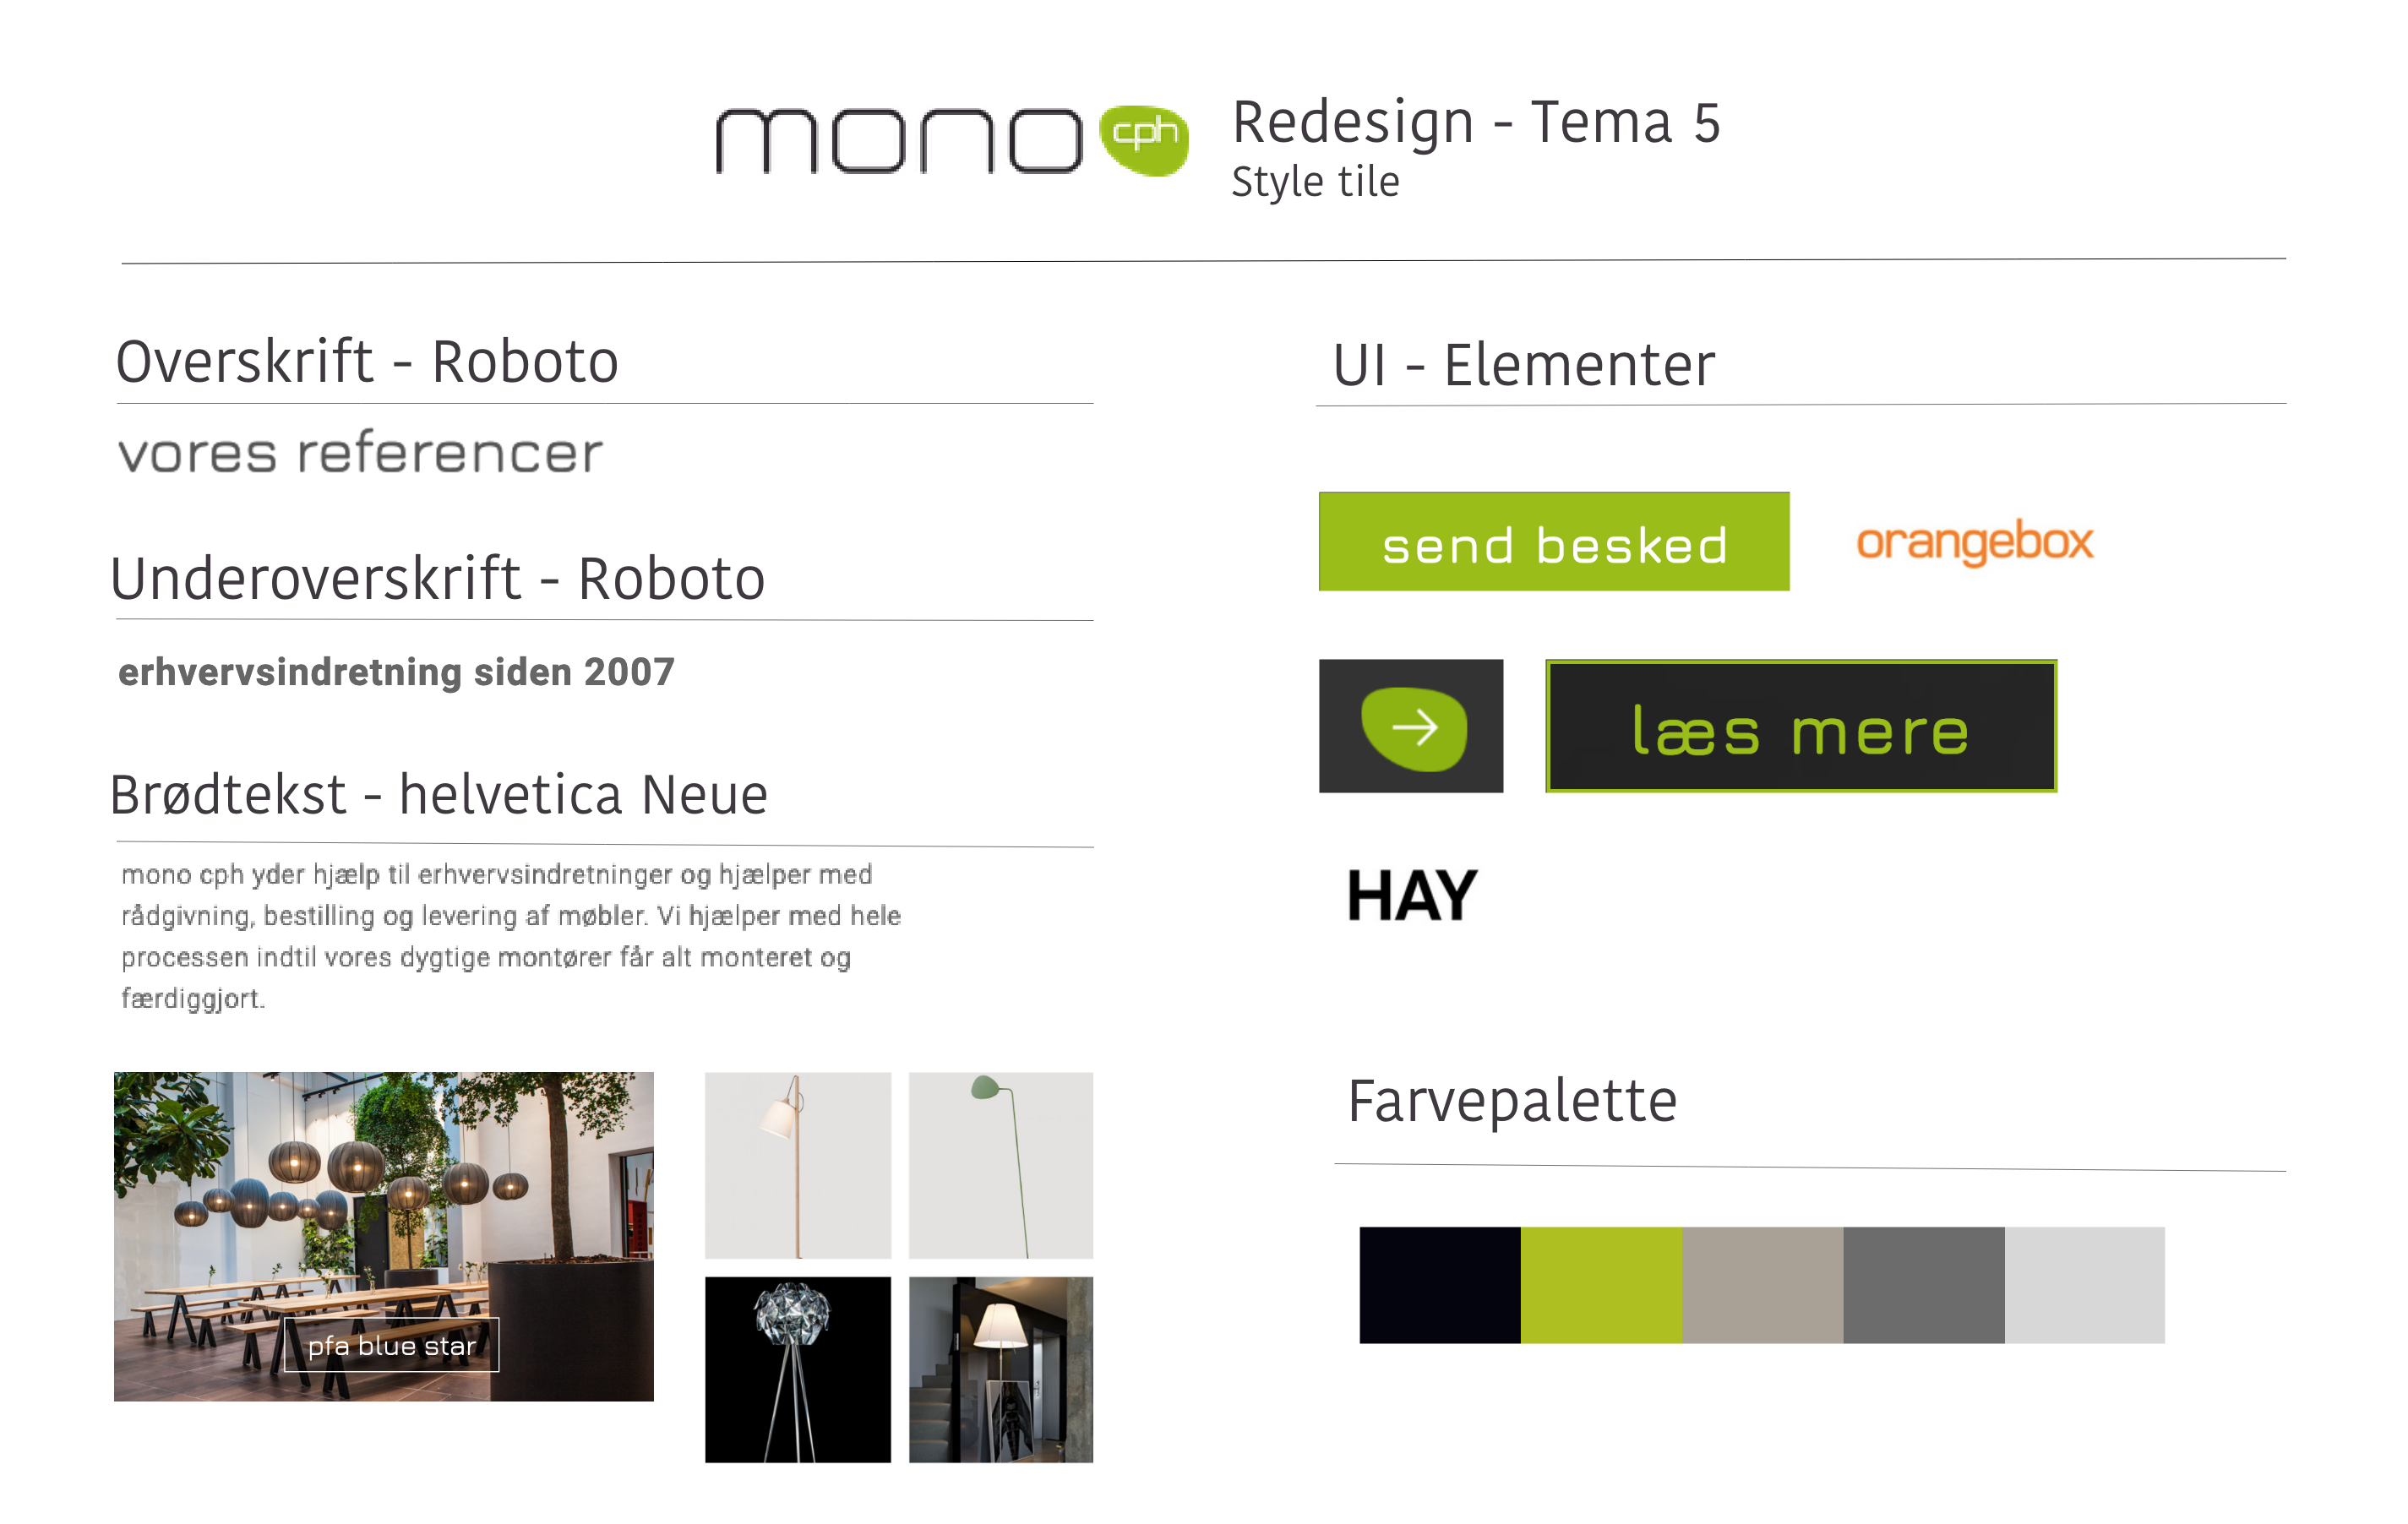 mono cph
Redesign - Tema 5
Style tile
Overskrift - Roboto
vores referencer
Underoverskrift - Roboto
erhvervsindretning siden 2007
Brødtekst - helvetica Neue
mono cph yder hjælp til erhvervsindretninger og hjælper med
rådgivning, bestilling og levering af møbler. Vi hjælper med hele
processen indtil vores dygtige montører får alt monteret og
færdiggjort.
pfa blue star
UI - Elementer
send besked
orangebox
læs mere
HAY
Farvepalette